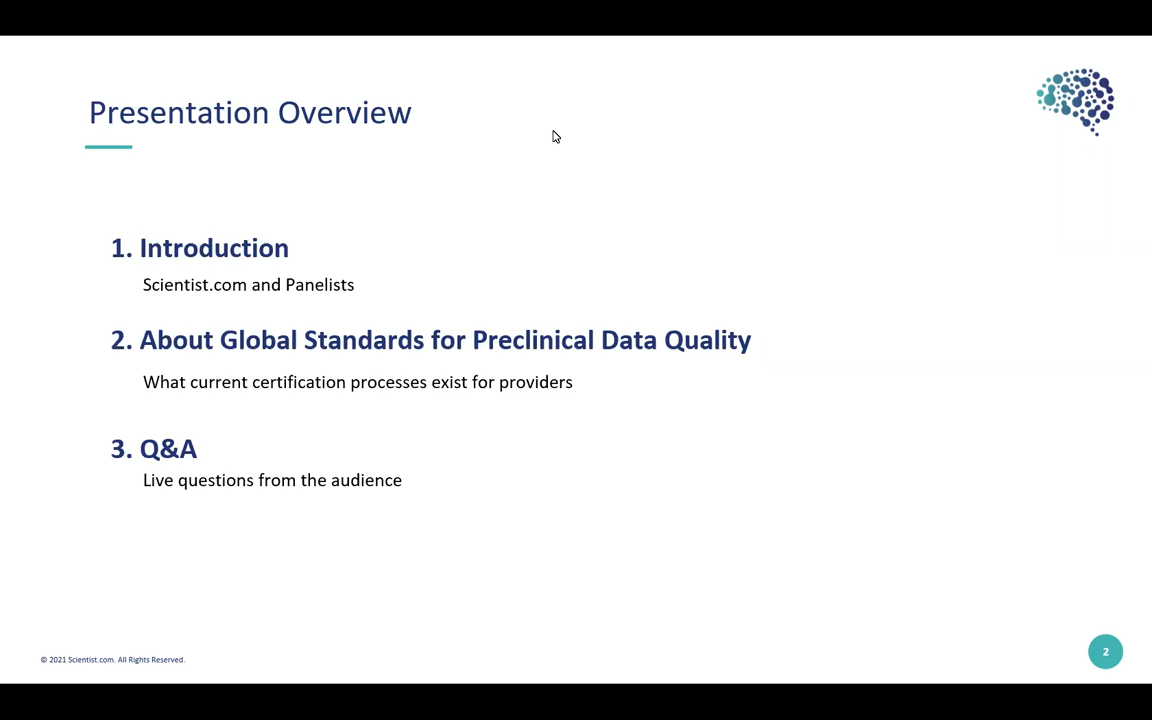 Presentation Overview
1. Introduction
Scientist.com and Panelists
2. About Global Standards for Preclinical Data Quality
What current certification processes exist for providers
3. Q&A
Live questions from the audience
© 2021 Scientist.com. All Rights Reserved.
2